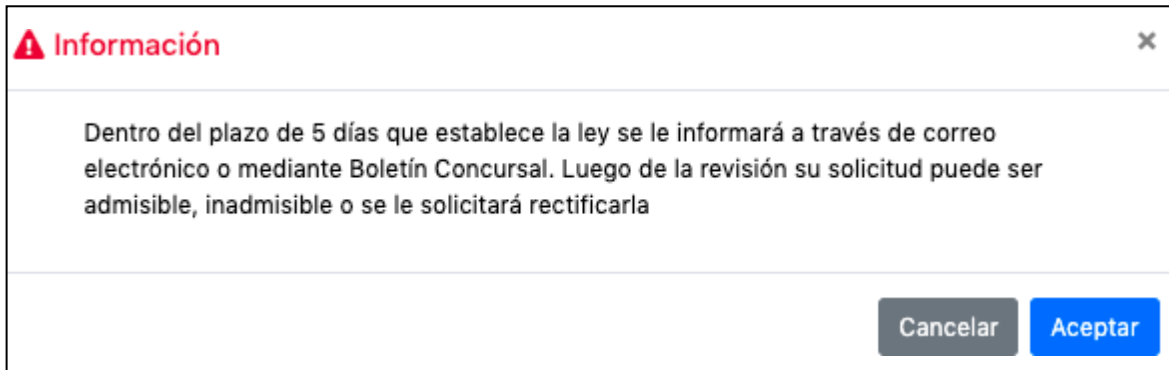 Información
×
Dentro del plazo de 5 días que establece la ley se le informará a través de correo
electrónico o mediante Boletín Concursal. Luego de la revisión su solicitud puede ser
admisible, inadmisible o se le solicitará rectificarla
Cancelar Aceptar